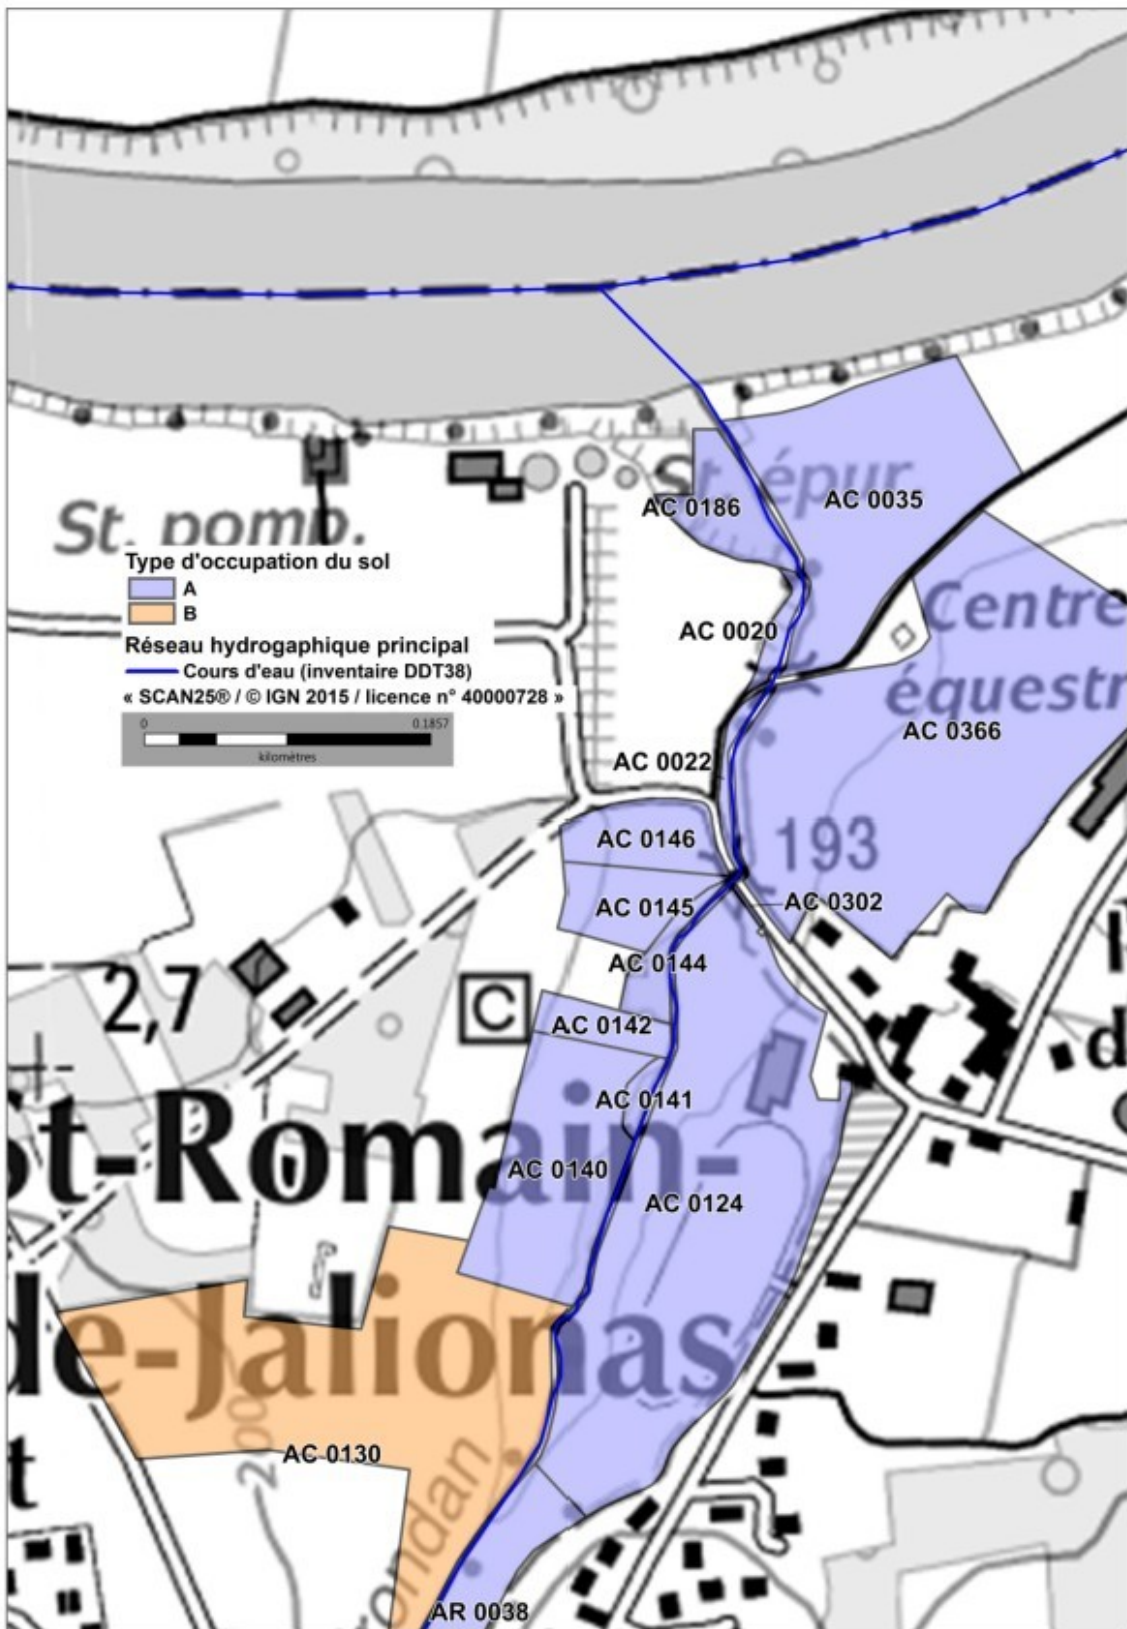 St. pomp.
St. épur.
AC 0186
AC 0035
Type d'occupation du sol
A
B
Réseau hydrogaphique principal
Cours d'eau (inventaire DDT38)
« SCAN25® / © IGN 2015 / licence n° 40000728 »
0 0.1857
kilomètres
AC 0020
Centre
équestr
AC 0366
AC 0022
AC 0146
193
AC 0145
AC 0302
AC 0144
2,7
C
AC 0142
AC 0141
t-Romain-
AC 0140
AC 0124
de-Jalionas
AC 0130
200
ondan
AR 0038